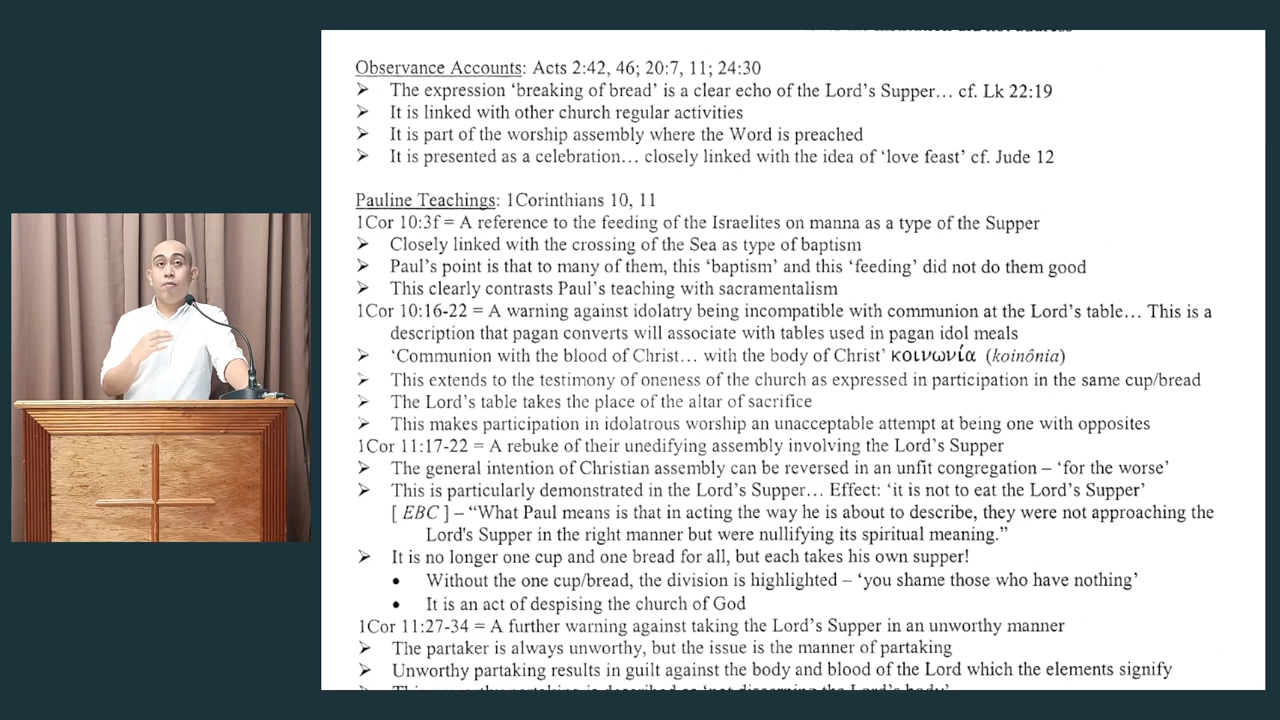 Observance Accounts: Acts 2:42, 46; 20:7, 11; 24:30
➢ The expression ‘breaking of bread’ is a clear echo of the Lord’s Supper… cf. Lk 22:19
➢ It is linked with other church regular activities
➢ It is part of the worship assembly where the Word is preached
➢ It is presented as a celebration… closely linked with the idea of ‘love feast’ cf. Jude 12
Pauline Teachings: 1Corinthians 10, 11
1Cor 10:3f = A reference to the feeding of the Israelites on manna as a type of the Supper
➢ Closely linked with the crossing of the Sea as type of baptism
➢ Paul’s point is that to many of them, this ‘baptism’ and this ‘feeding’ did not do them good
➢ This clearly contrasts Paul’s teaching with sacramentalism
1Cor 10:16-22 = A warning against idolatry being incompatible with communion at the Lord’s table… This is a
description that pagan converts will associate with tables used in pagan idol meals
➢ ‘Communion with the blood of Christ… with the body of Christ’ κοινωνία (koinônia)
➢ This extends to the testimony of oneness of the church as expressed in participation in the same cup/bread
➢ The Lord’s table takes the place of the altar of sacrifice
➢ This makes participation in idolatrous worship an unacceptable attempt at being one with opposites
1Cor 11:17-22 = A rebuke of their unedifying assembly involving the Lord’s Supper
➢ The general intention of Christian assembly can be reversed in an unfit congregation – ‘for the worse’
➢ This is particularly demonstrated in the Lord’s Supper… Effect: ‘it is not to eat the Lord’s Supper’
[ EBC ] – “What Paul means is that in acting the way he is about to describe, they were not approaching the
Lord's Supper in the right manner but were nullifying its spiritual meaning.”
➢ It is no longer one cup and one bread for all, but each takes his own supper!
• Without the one cup/bread, the division is highlighted – ‘you shame those who have nothing’
• It is an act of despising the church of God
1Cor 11:27-34 = A further warning against taking the Lord’s Supper in an unworthy manner
➢ The partaker is always unworthy, but the issue is the manner of partaking
➢ Unworthy partaking results in guilt against the body and blood of the Lord which the elements signify